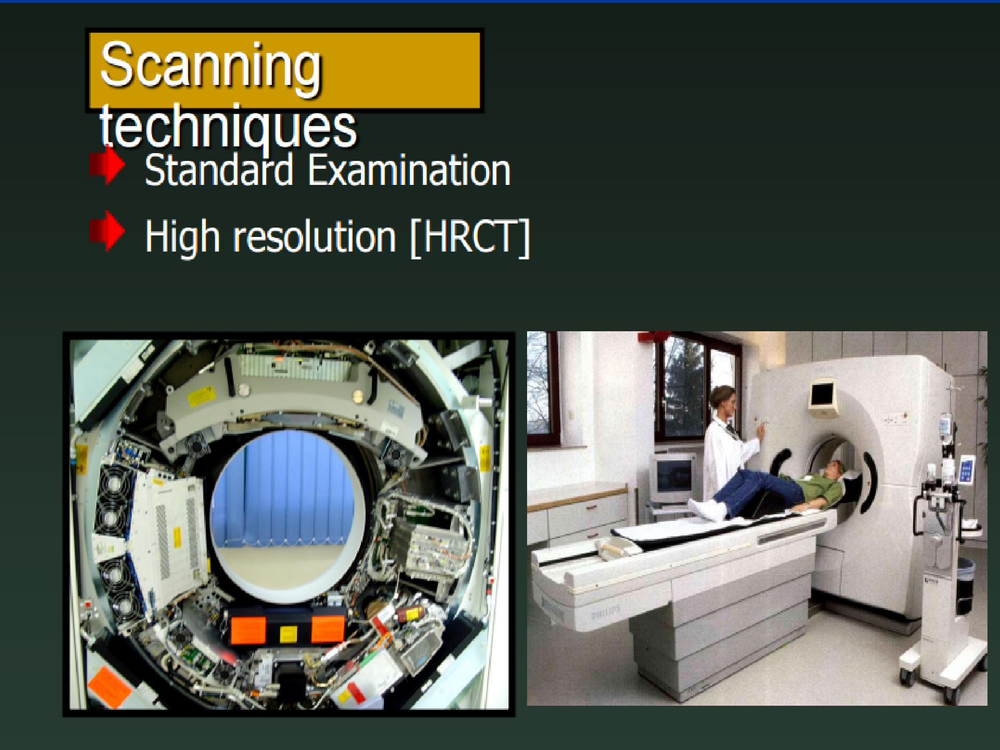 Scanning
techniques
Standard Examination
High resolution [HRCT]
PHILIPS